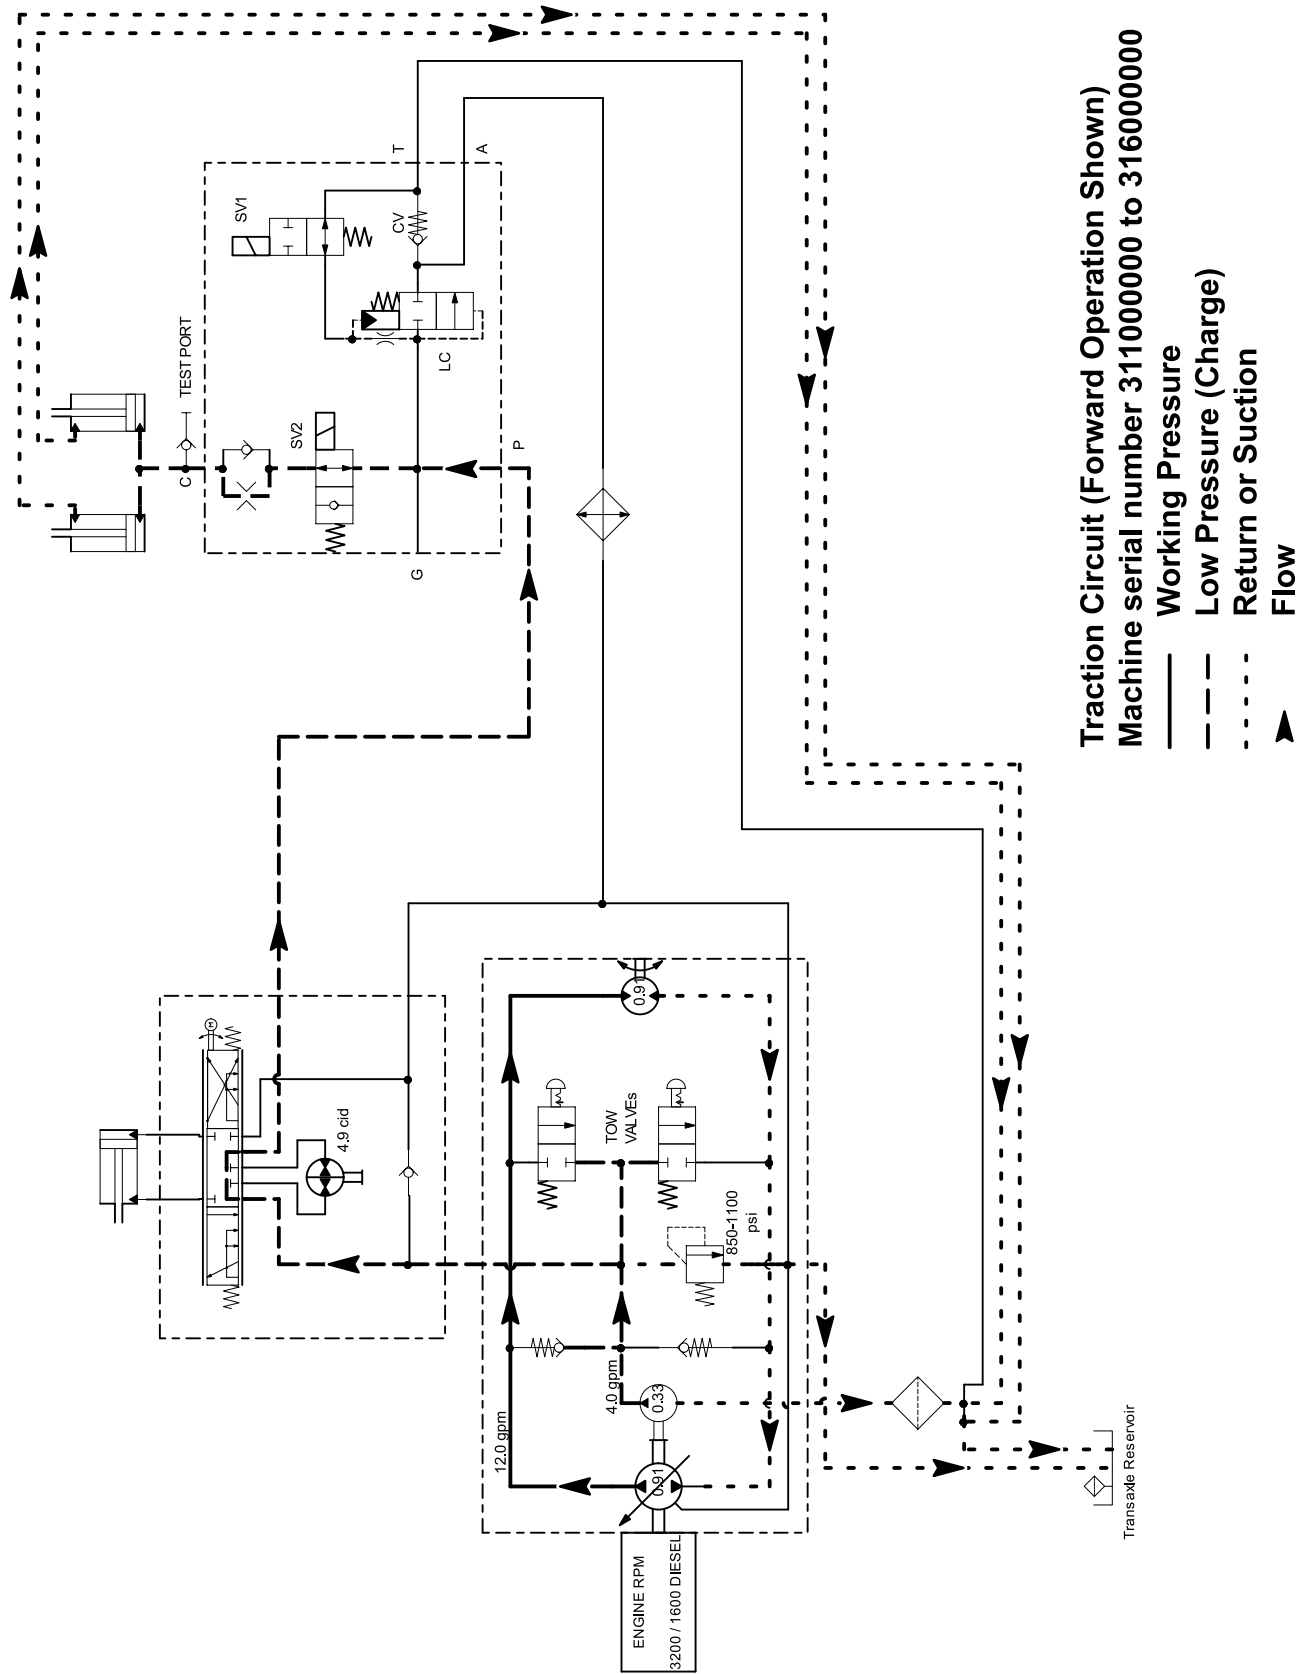 Traction Circuit (Forward Operation Shown)
Machine serial number 311000000 to 316000000
Working Pressure
Low Pressure (Charge)
Return or Suction
Flow
TEST PORT
C
SV2
SV1
CV
LC
T
A
P
G
M
4.9 cid
12.0 gpm
4.0 gpm
0.91
0.33
0.91
TOW
VALVEs
850-1100
psi
ENGINE RPM
3200 / 1600 DIESEL
Transaxle Reservoir